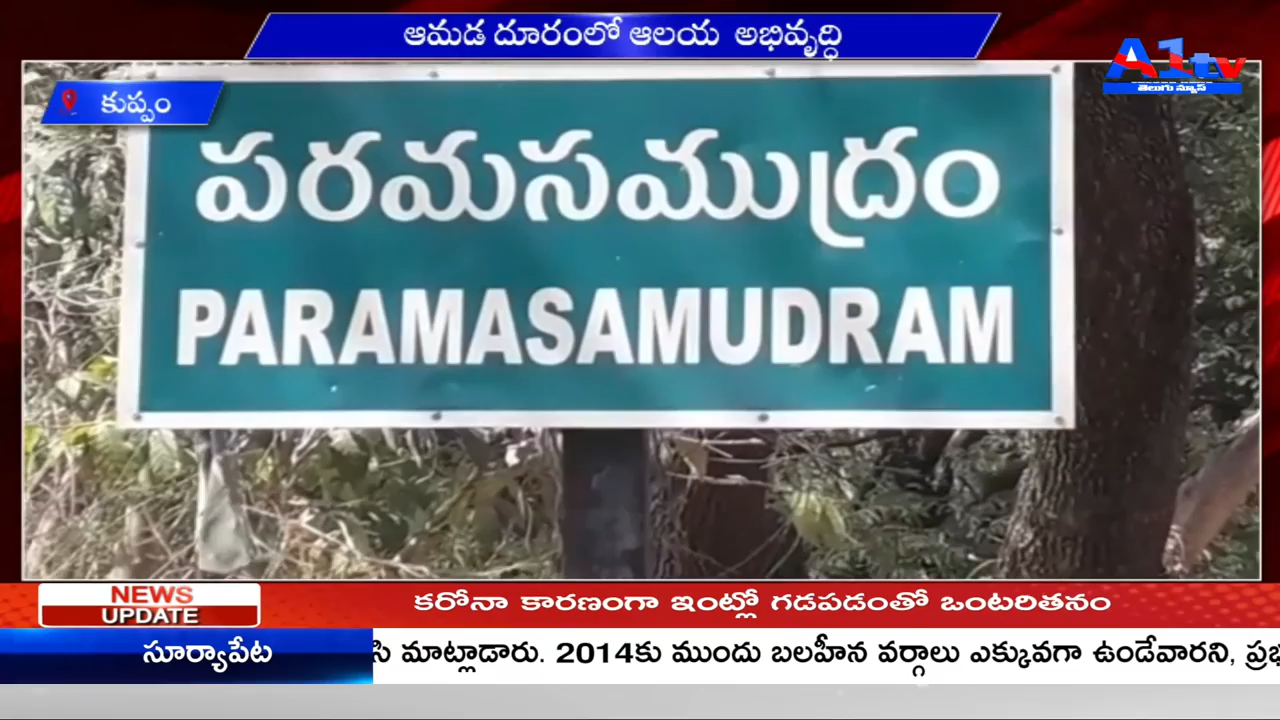 ఆమడ దూరంలో ఆలయ అభివృద్ధి
A1tv
తెలుగు న్యూస్
కుప్పం
పరమసముద్రం
PARAMASAMUDRAM
NEWS
UPDATE
కరోనా కారణంగా ఇంట్లో గడపడంతో ఒంటరితనం
సూర్యాపేట
సి మాట్లాడారు. 2014కు ముందు బలహీన వర్గాలు ఎక్కువగా ఉండేవారని,